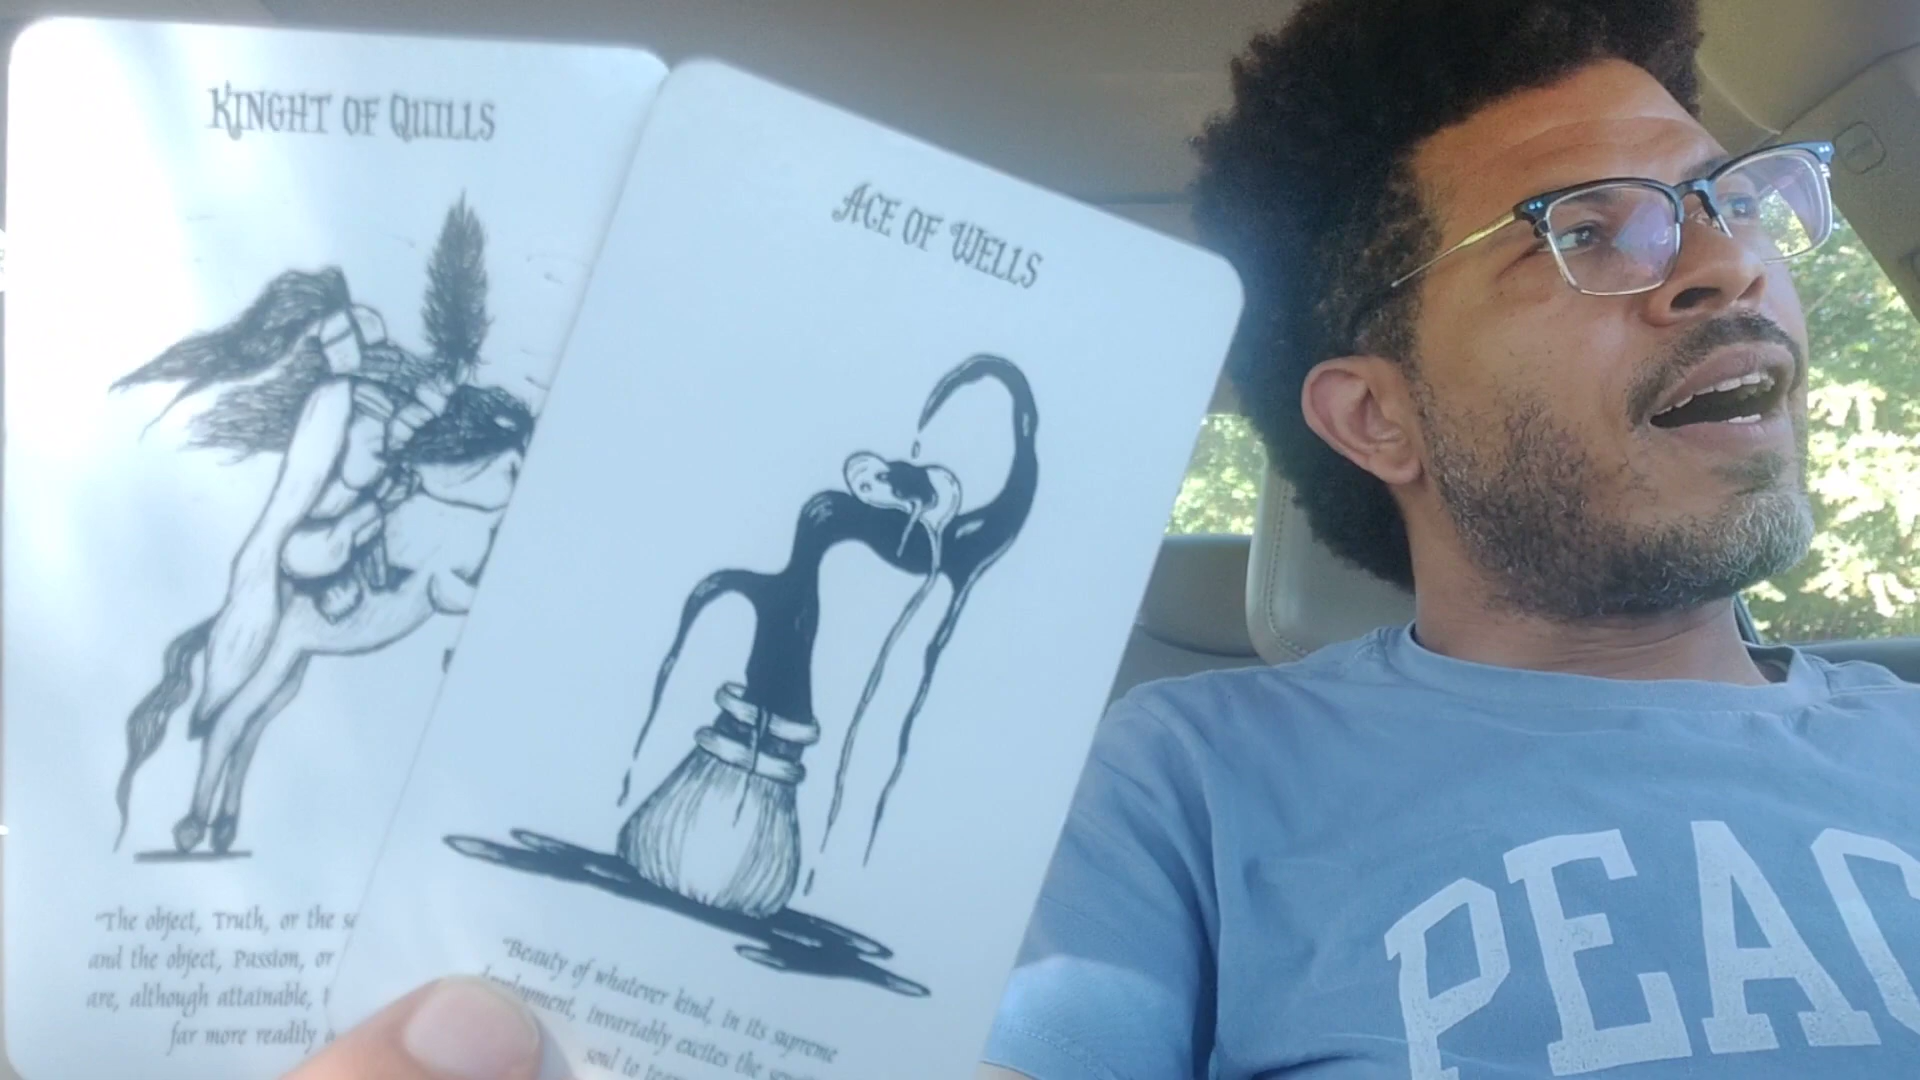 KINGHT OF QUILLS
"The object, Truth, or the
and the object, Passion, or
are, although attainable,
far more readily
ACE OF WELLS
"Beauty of whatever kind, in its supreme
development, invariably excites the
soul to
PEAC